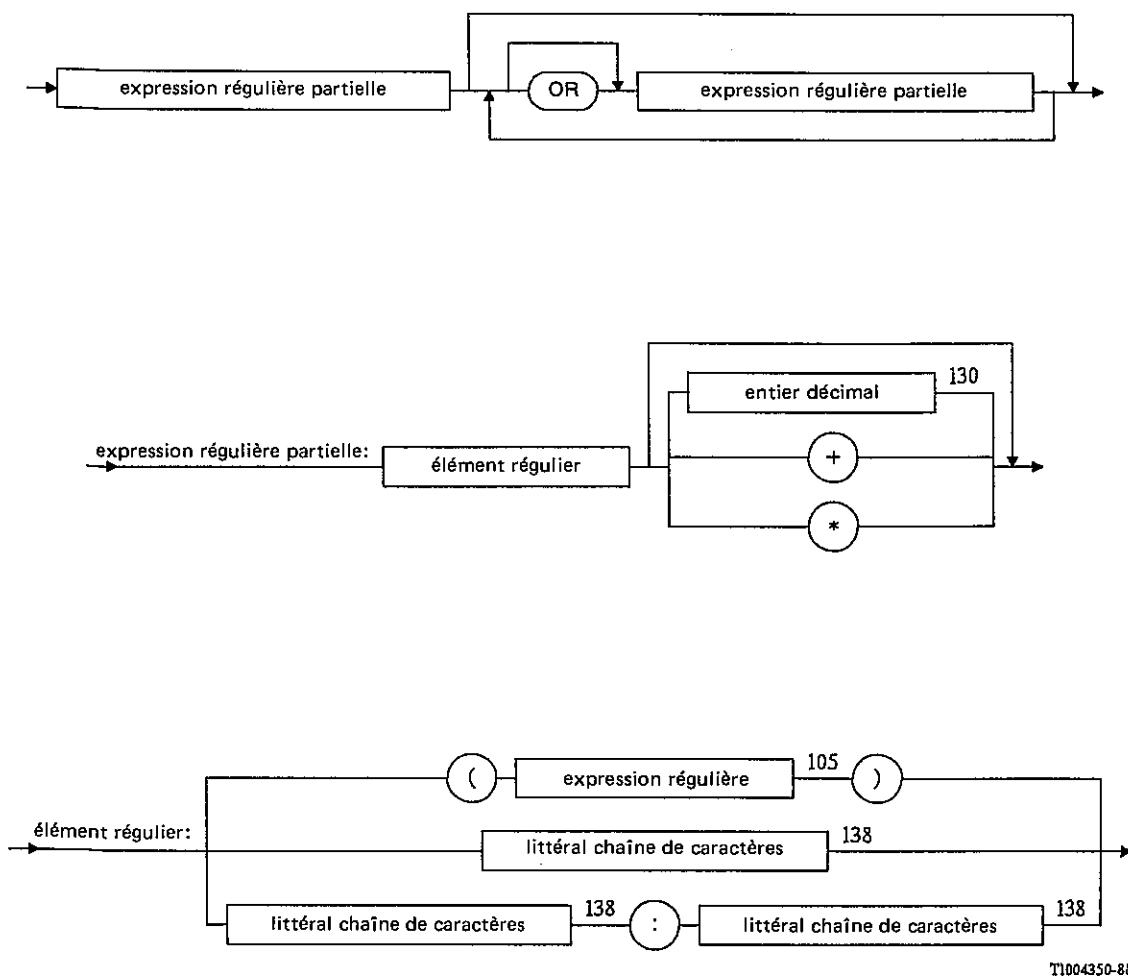 expression régulière partielle OR expression régulière partielle
entier décimal 130
expression régulière partielle: élément régulier +
*
( expression régulière 105 )
élément régulier:
littéral chaîne de caractères 138
littéral chaîne de caractères 138 : littéral chaîne de caractères 138